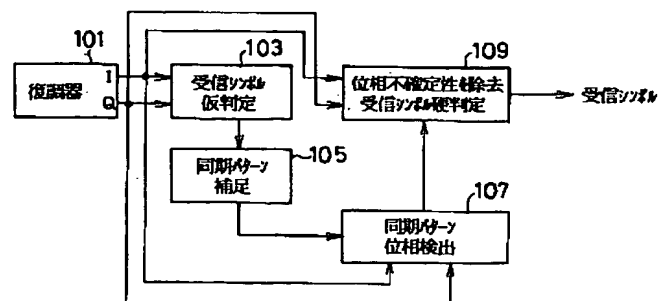 101
復調器
I
Q
103
受信シンボル
仮判定
105
同期パターン
補足
109
位相不確定性を除去
受信シンボル硬判定
受信シンボル
107
同期パターン
位相検出